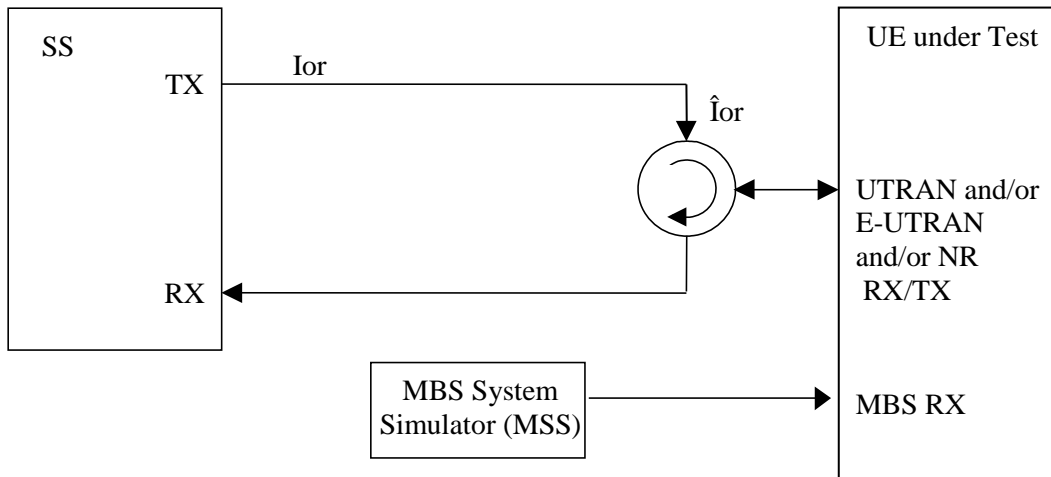 SS
UE under Test
TX
Ior
Îor
UTRAN and/or
E-UTRAN
and/or NR
RX/TX
RX
MBS System
Simulator (MSS)
MBS RX